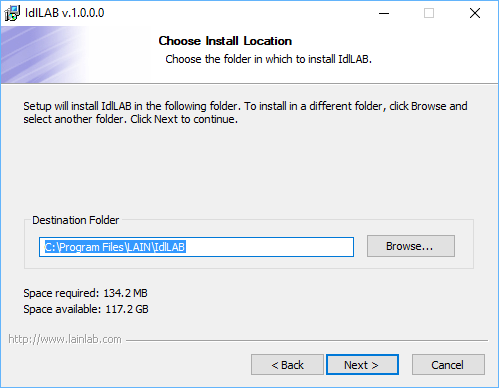 IdlLAB v.1.0.0.0
Choose Install Location
Choose the folder in which to install IdlLAB.
Setup will install IdlLAB in the following folder. To install in a different folder, click Browse and
select another folder. Click Next to continue.
Destination Folder
C:\Program Files\LAIN\IdlLAB
Browse...
Space required: 134.2 MB
Space available: 117.2 GB
http://www.lainlab.com
< Back
Next >
Cancel